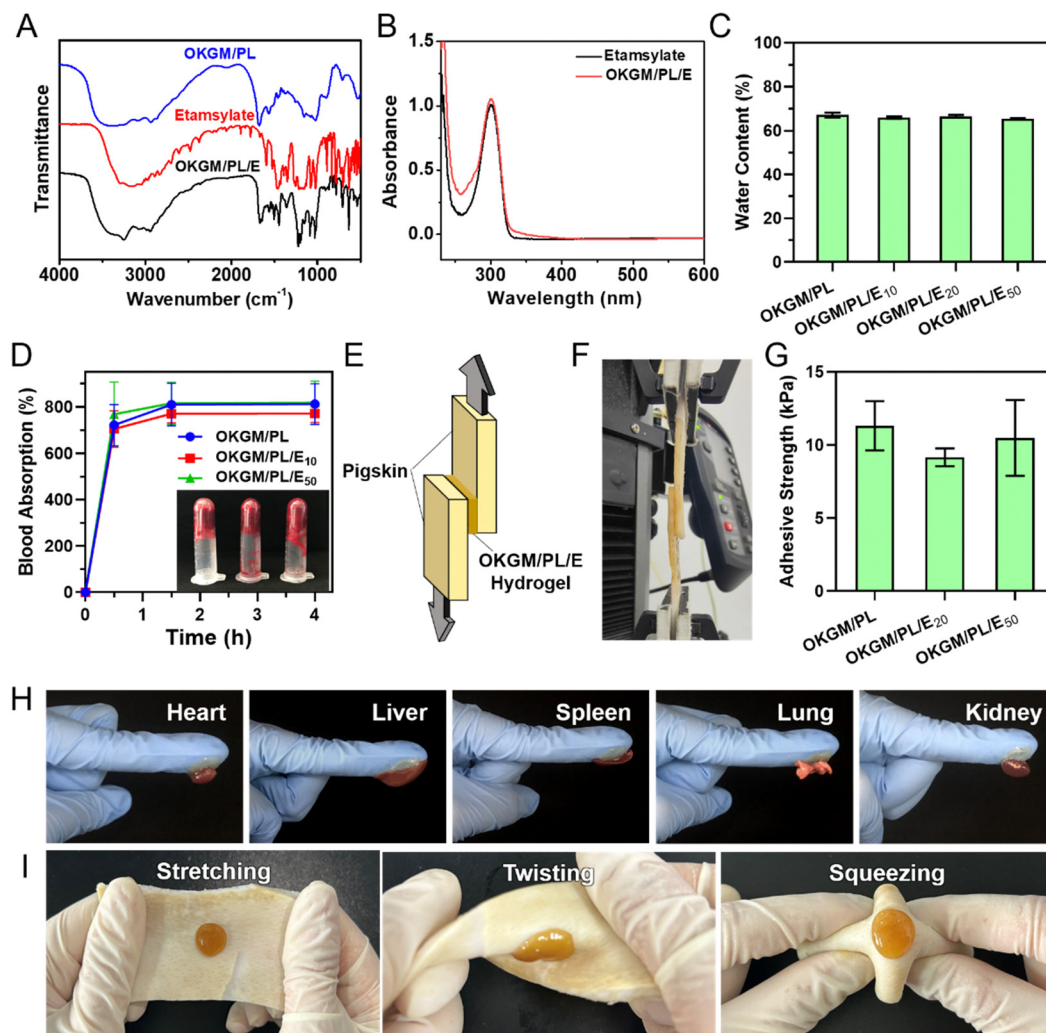 A
OKGM/PL
Etamsylate
OKGM/PL/E
Transmittance
4000 3000 2000 1000
Wavenumber (cm⁻¹)
B
Etamsylate
OKGM/PL/E
Absorbance
1.5
1.0
0.5
0.0
300 400 500 600
Wavelength (nm)
C
Water Content (%)
100
80
60
40
20
0
OKGM/PL
OKGM/PL/E₁₀
OKGM/PL/E₂₀
OKGM/PL/E₅₀
D
Blood Absorption (%)
800
600
400
200
0
OKGM/PL
OKGM/PL/E₁₀
OKGM/PL/E₅₀
0 1 2 3 4
Time (h)
E
Pigskin
OKGM/PL/E
Hydrogel
F
G
Adhesive Strength (kPa)
15
10
5
0
OKGM/PL
OKGM/PL/E₂₀
OKGM/PL/E₅₀
H
Heart
Liver
Spleen
Lung
Kidney
I
Stretching
Twisting
Squeezing